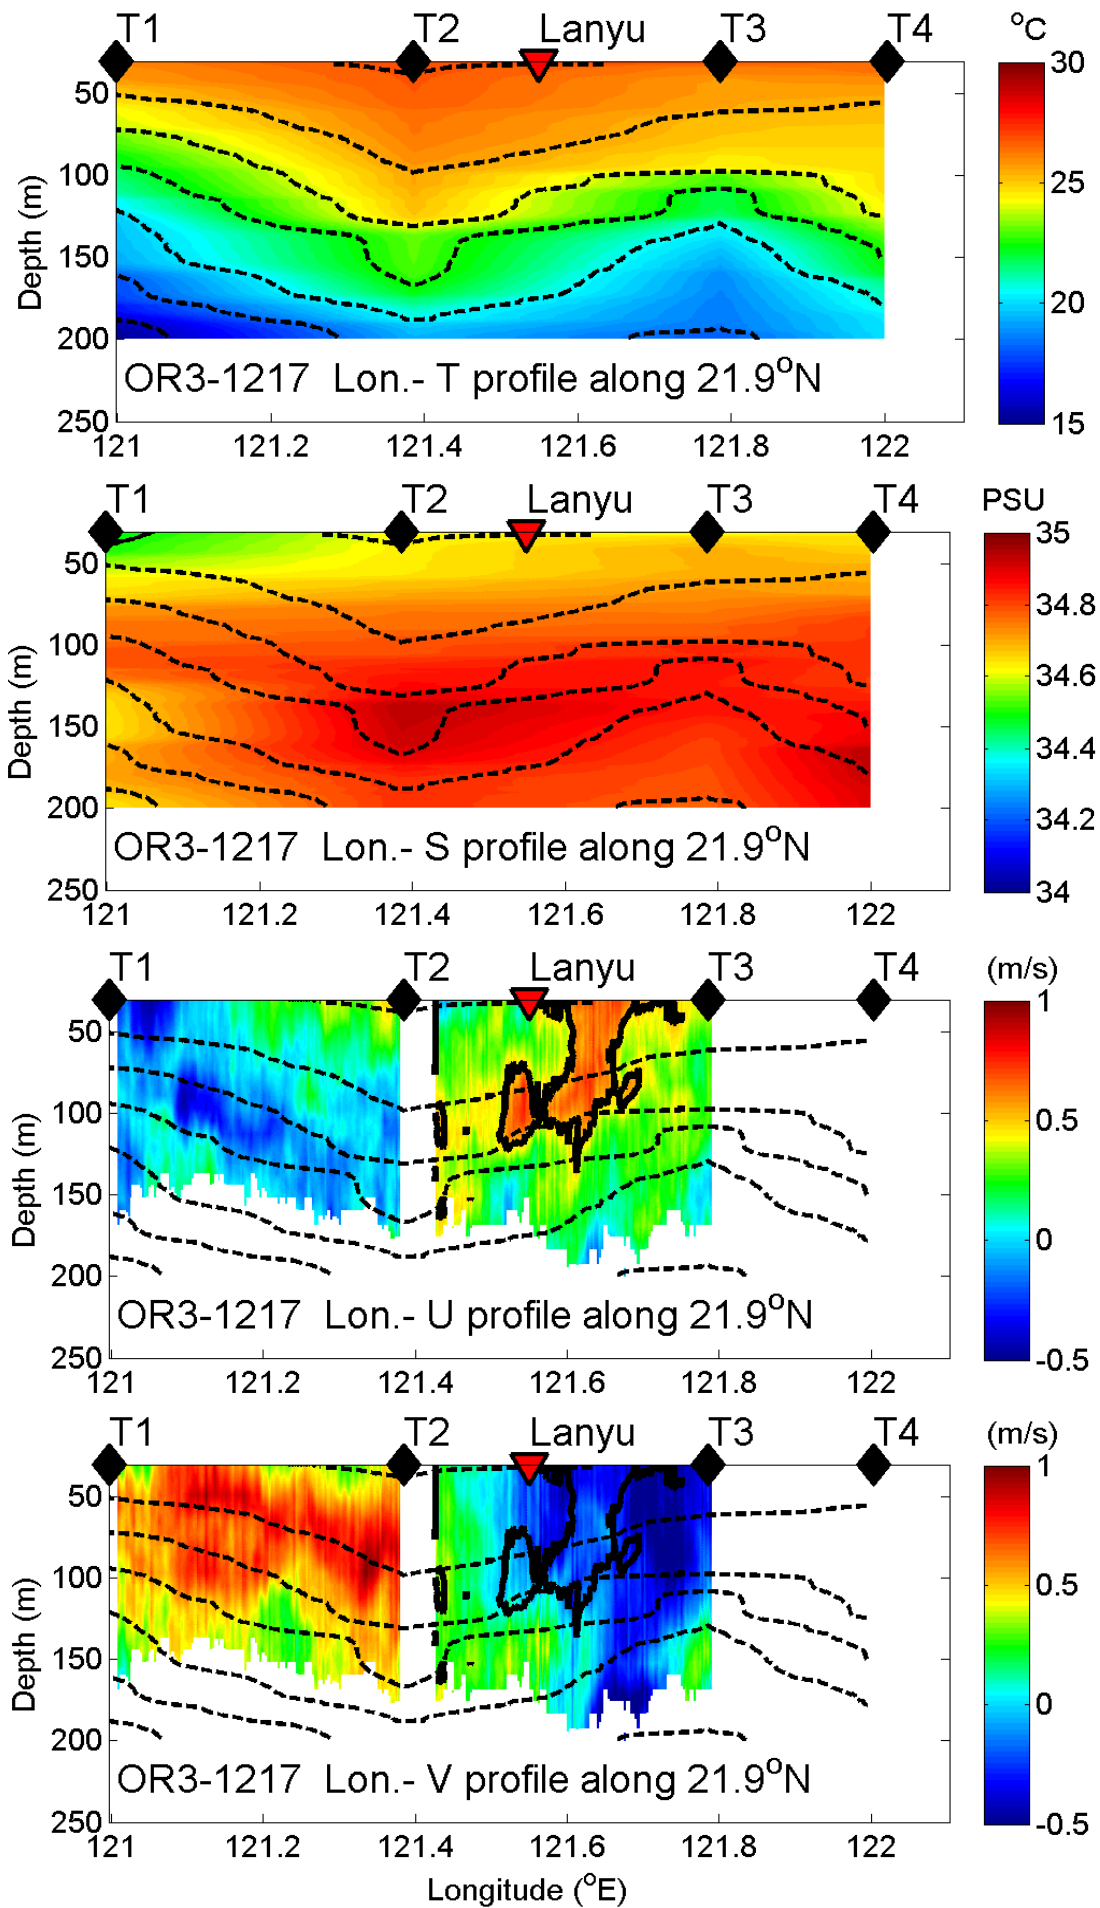 T1 T2 Lanyu T3 T4 °C
50
100
150
200
250
Depth (m)
30
25
20
15
OR3-1217 Lon.- T profile along 21.9°N
121 121.2 121.4 121.6 121.8 122
T1 T2 Lanyu T3 T4 PSU
50
100
150
200
250
Depth (m)
35
34.8
34.6
34.4
34.2
34
OR3-1217 Lon.- S profile along 21.9°N
121 121.2 121.4 121.6 121.8 122
T1 T2 Lanyu T3 T4 (m/s)
50
100
150
200
250
Depth (m)
1
0.5
0
-0.5
OR3-1217 Lon.- U profile along 21.9°N
121 121.2 121.4 121.6 121.8 122
T1 T2 Lanyu T3 T4 (m/s)
50
100
150
200
250
Depth (m)
1
0.5
0
-0.5
OR3-1217 Lon.- V profile along 21.9°N
121 121.2 121.4 121.6 121.8 122
Longitude (°E)